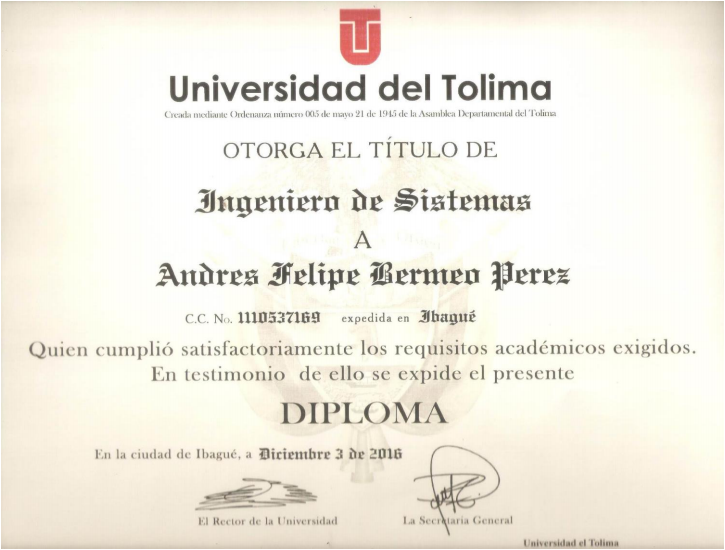 Universidad del Tolima
Creada mediante Ordenanza número 005 de mayo 21 de 1945 de la Asamblea Departamental del Tolima
OTORGA EL TÍTULO DE
Ingeniero de Sistemas
A
Andres Felipe Bermeo Perez
C.C. No. 1110537169 expedida en Ibagué
Quien cumplió satisfactoriamente los requisitos académicos exigidos.
En testimonio de ello se expide el presente
DIPLOMA
En la ciudad de Ibagué, a Diciembre 3 de 2016
El Rector de la Universidad La Secretaria General
Universidad el Tolima